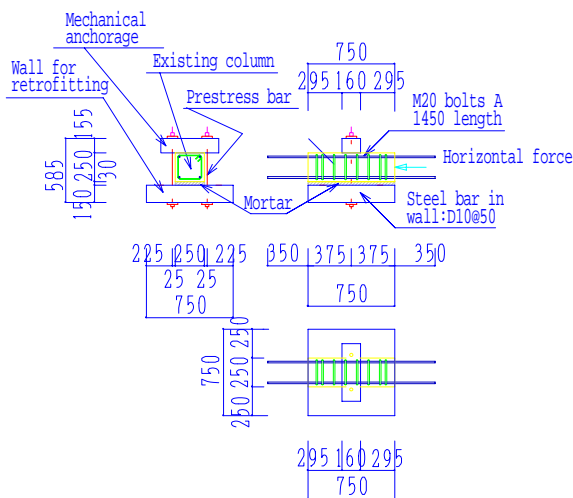 Mechanical
anchorage
Existing column
Wall for
retrofitting
Prestress bar
750
295 160 295
M20 bolts A
1450 length
Horizontal force
585
155
250
30
150
Mortar
Steel bar in
wall:D10@50
225 250 225
25 25
750
350 375 375 350
750
750
250
250
250
295 160 295
750